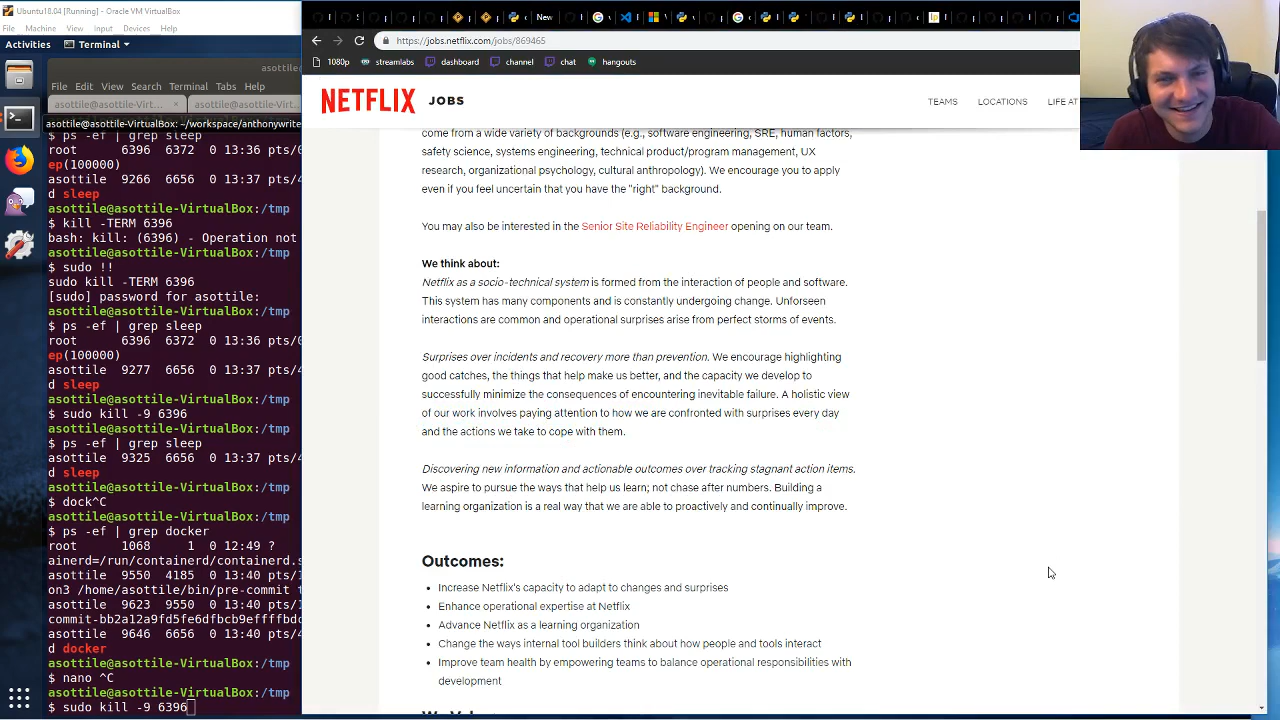 Ubuntu18.04 [Running] - Oracle VM VirtualBox
File Machine View Input Devices Help
Activities Terminal
asottile@
File Edit View Search Terminal Tabs Help
asottile@asottile-Virt... × asottile@asottile-Virt...
asottile@asottile-VirtualBox: ~/workspace/anthonywrite
$ ps -ef | grep sleep
root 6396 6372 0 13:36 pts/0
ep(100000)
asottile 9266 6656 0 13:37 pts/4
d sleep
asottile@asottile-VirtualBox:/tmp
$ kill -TERM 6396
bash: kill: (6396) - Operation not
asottile@asottile-VirtualBox:/tmp
$ sudo !!
sudo kill -TERM 6396
[sudo] password for asottile:
asottile@asottile-VirtualBox:/tmp
$ ps -ef | grep sleep
root 6396 6372 0 13:36 pts/0
ep(100000)
asottile 9277 6656 0 13:37 pts/4
d sleep
asottile@asottile-VirtualBox:/tmp
$ sudo kill -9 6396
asottile@asottile-VirtualBox:/tmp
$ ps -ef | grep sleep
asottile 9325 6656 0 13:37 pts/4
d sleep
asottile@asottile-VirtualBox:/tmp
$ dock^C
asottile@asottile-VirtualBox:/tmp
$ ps -ef | grep docker
root 1068 1 0 12:49 ?
ainerd=/run/containerd/containerd.s
asottile 9550 4185 0 13:40 pts/1
on3 /home/asottile/bin/pre-commit t
asottile 9623 9550 0 13:40 pts/1
commit-bb2a12a9fd5fe6dfbcb9effffbdc
asottile 9646 6656 0 13:40 pts/4
d docker
asottile@asottile-VirtualBox:/tmp
$ nano ^C
asottile@asottile-VirtualBox:/tmp
$ sudo kill -9 6396
New
https://jobs.netflix.com/jobs/869465
1080p streamlabs dashboard channel chat hangouts
NETFLIX JOBS TEAMS LOCATIONS LIFE AT
come from a wide variety of backgrounds (e.g., software engineering, SRE, human factors,
safety science, systems engineering, technical product/program management, UX
research, organizational psychology, cultural anthropology). We encourage you to apply
even if you feel uncertain that you have the "right" background.
You may also be interested in the Senior Site Reliability Engineer opening on our team.
We think about:
Netflix as a socio-technical system is formed from the interaction of people and software.
This system has many components and is constantly undergoing change. Unforseen
interactions are common and operational surprises arise from perfect storms of events.
Surprises over incidents and recovery more than prevention. We encourage highlighting
good catches, the things that help make us better, and the capacity we develop to
successfully minimize the consequences of encountering inevitable failure. A holistic view
of our work involves paying attention to how we are confronted with surprises every day
and the actions we take to cope with them.
Discovering new information and actionable outcomes over tracking stagnant action items.
We aspire to pursue the ways that help us learn; not chase after numbers. Building a
learning organization is a real way that we are able to proactively and continually improve.
Outcomes:
• Increase Netflix's capacity to adapt to changes and surprises
• Enhance operational expertise at Netflix
• Advance Netflix as a learning organization
• Change the ways internal tool builders think about how people and tools interact
• Improve team health by empowering teams to balance operational responsibilities with
development